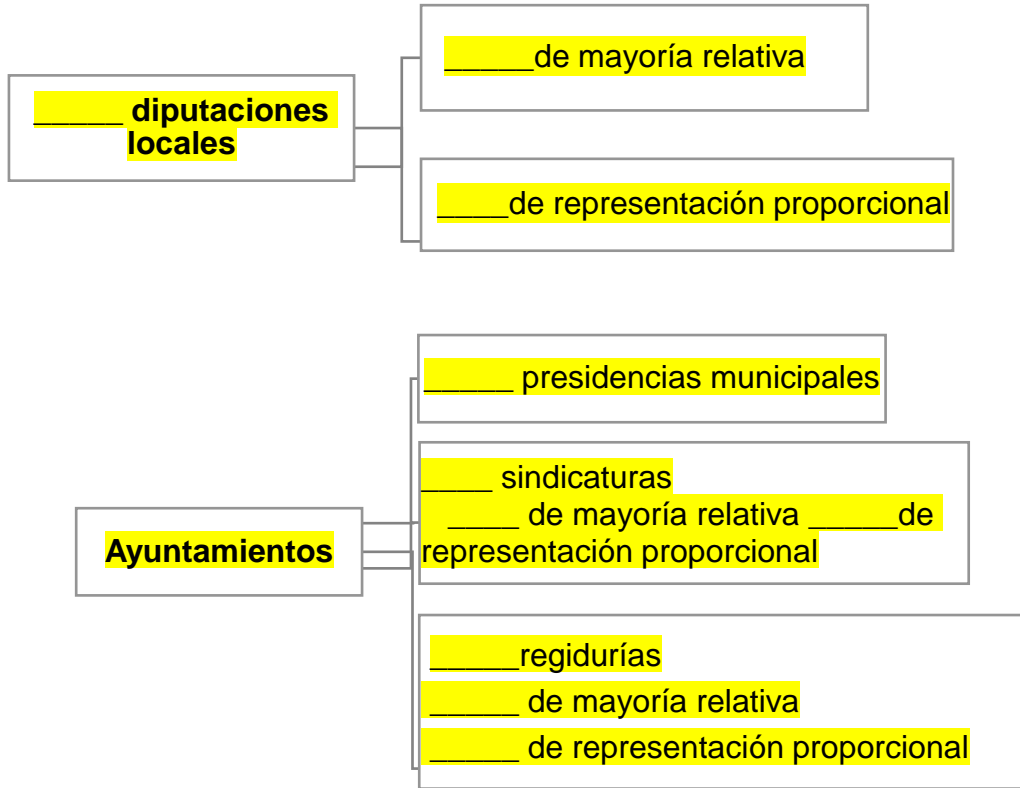 _____ diputaciones
locales
_____de mayoría relativa
____de representación proporcional
Ayuntamientos
_____ presidencias municipales
____ sindicaturas
____ de mayoría relativa _____de
representación proporcional
_____regidurías
_____ de mayoría relativa
_____ de representación proporcional